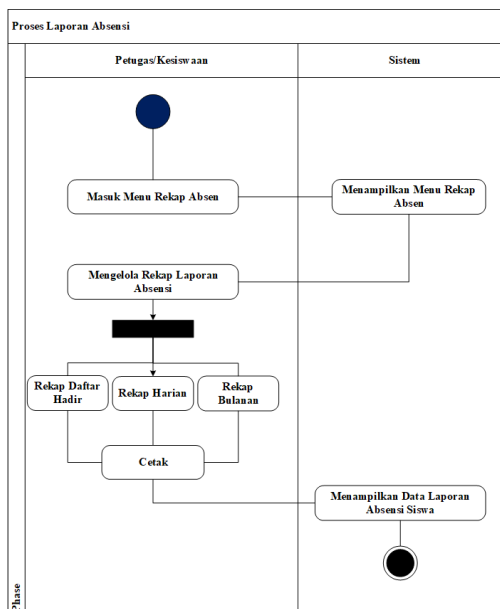 Proses Laporan Absensi
Petugas/Kesiswaan
Sistem
Masuk Menu Rekap Absen
Menampilkan Menu Rekap
Absen
Mengelola Rekap Laporan
Absensi
Rekap Daftar
Hadir
Rekap Harian
Rekap
Bulanan
Cetak
Menampilkan Data Laporan
Absensi Siswa
Phase